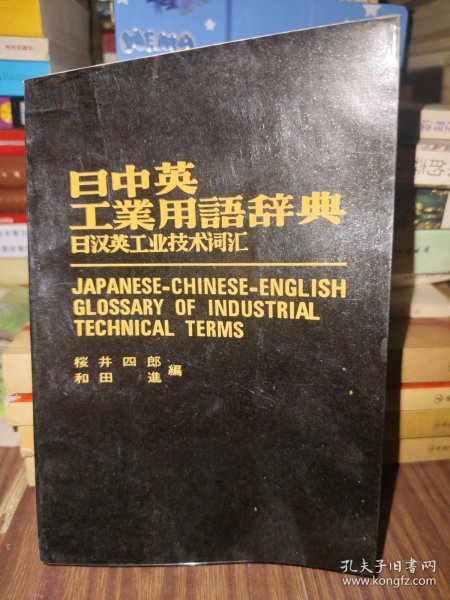 日中英
工業用語辞典
日汉英工业技术词汇
JAPANESE-CHINESE-ENGLISH
GLOSSARY OF INDUSTRIAL
TECHNICAL TERMS
桜井四郎
和田 進
編
孔夫子旧书网
www.kongfz.com